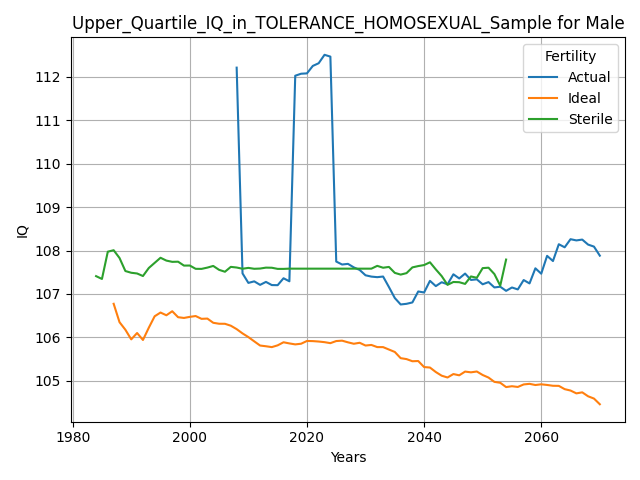 Upper_Quartile_IQ_in_TOLERANCE_HOMOSEXUAL_Sample for Male
Fertility
Actual
Ideal
Sterile
112
111
110
109
108
107
106
105
IQ
1980
2000
2020
2040
2060
Years